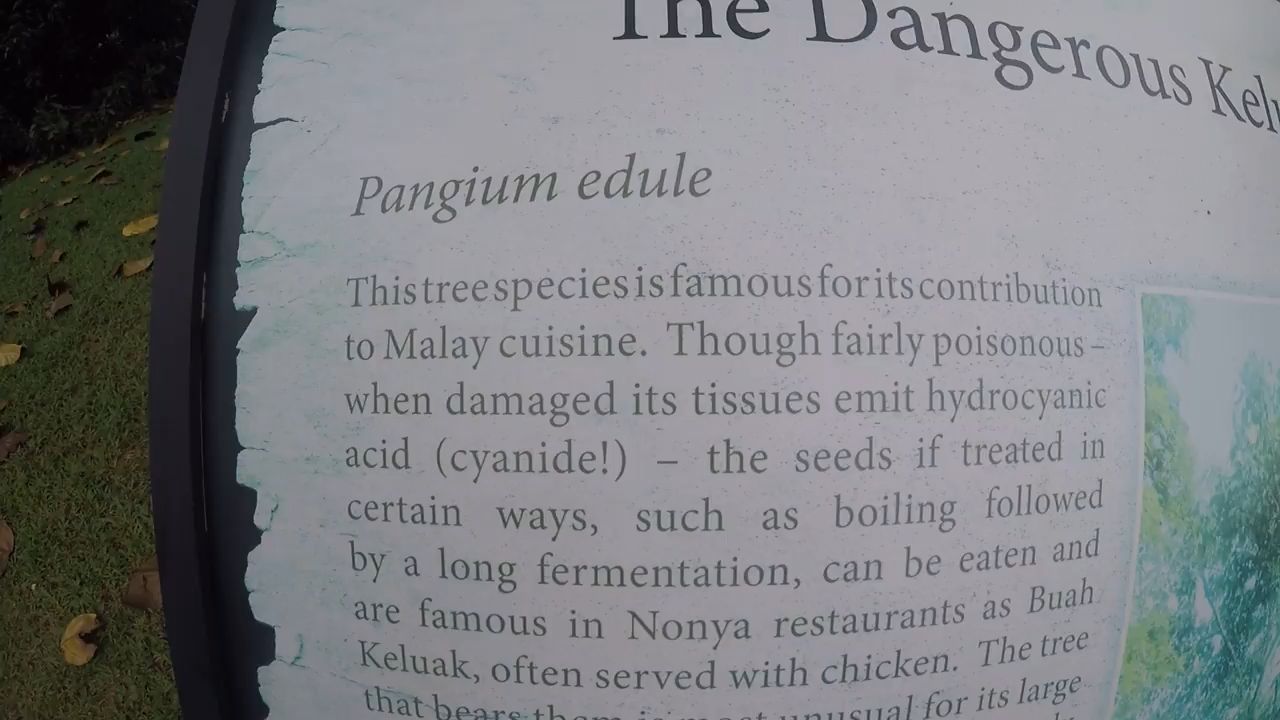 The Dangerous
Pangium edule
This tree species is famous for its contribution
to Malay cuisine. Though fairly poisonous –
when damaged its tissues emit hydrocyanic
acid (cyanide!) – the seeds if treated in
certain ways, such as boiling followed
by a long fermentation, can be eaten and
are famous in Nonya restaurants as Buah
Keluak, often served with chicken. The tree
that bears them is most unusual for its large